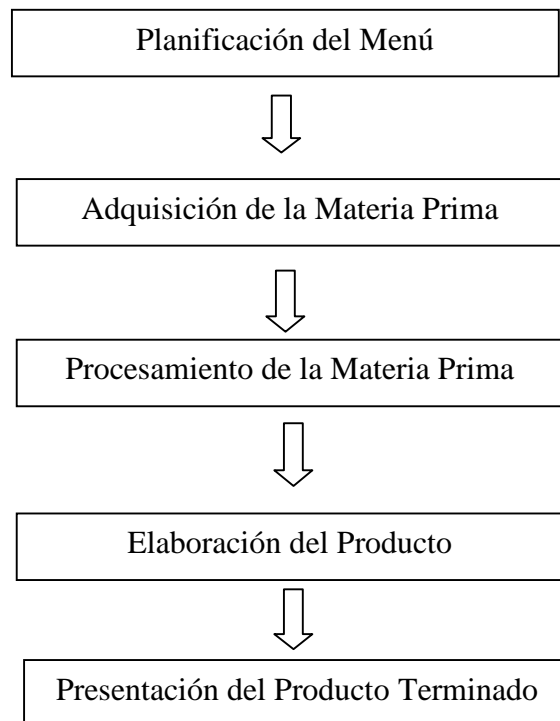 Planificación del Menú
Adquisición de la Materia Prima
Procesamiento de la Materia Prima
Elaboración del Producto
Presentación del Producto Terminado